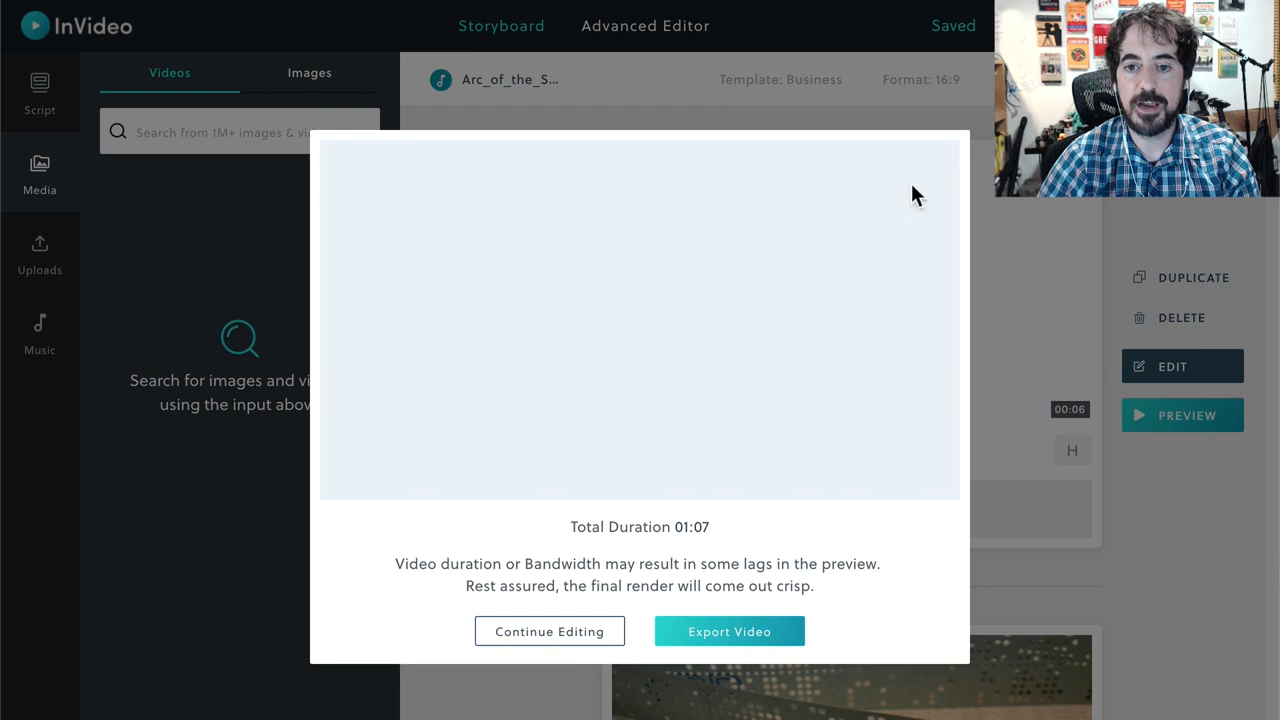 InVideo
Storyboard
Advanced Editor
Saved
Script
Media
Uploads
Music
Videos
Images
Search from 1M+ images & vi
Search for images and vi
using the input abov
Arc_of_the_S...
Template: Business
Format: 16:9
DUPLICATE
DELETE
EDIT
PREVIEW
00:06
H
Total Duration 01:07
Video duration or Bandwidth may result in some lags in the preview.
Rest assured, the final render will come out crisp.
Continue Editing
Export Video